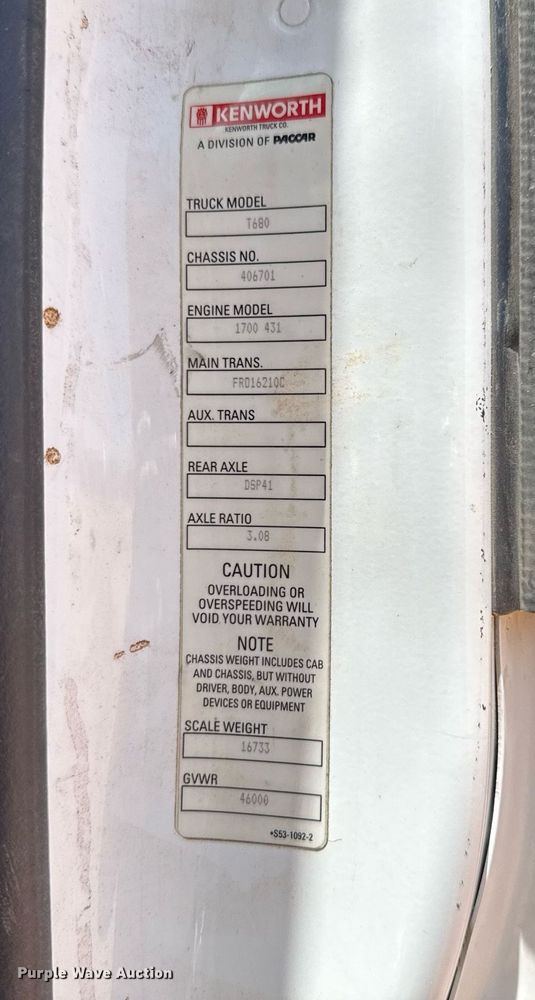 KENWORTH
KENWORTH TRUCK CO.
A DIVISION OF PACCAR
TRUCK MODEL
T680
CHASSIS NO.
406701
ENGINE MODEL
1700 431
MAIN TRANS.
FRO16210C
AUX. TRANS
REAR AXLE
DSP41
AXLE RATIO
3.08
CAUTION
OVERLOADING OR
OVERSPEEDING WILL
VOID YOUR WARRANTY
NOTE
CHASSIS WEIGHT INCLUDES CAB
AND CHASSIS, BUT WITHOUT
DRIVER, BODY, AUX. POWER
DEVICES OR EQUIPMENT
SCALE WEIGHT
16733
GVWR
46000
*S53-1092-2
Purple Wave Auction